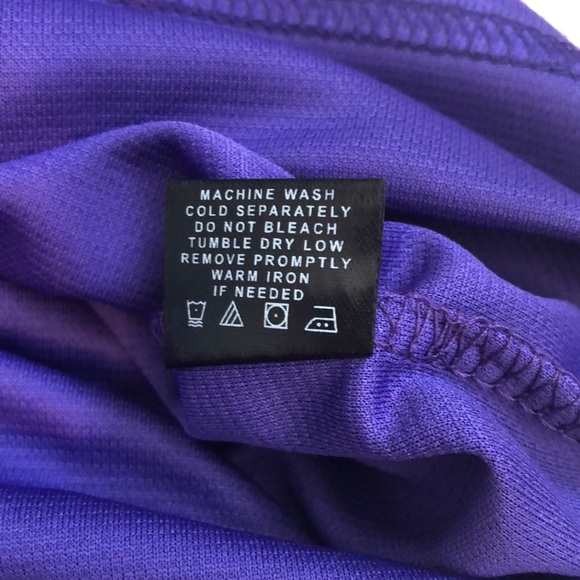 MACHINE WASH
COLD SEPARATELY
DO NOT BLEACH
TUMBLE DRY LOW
REMOVE PROMPTLY
WARM IRON
IF NEEDED